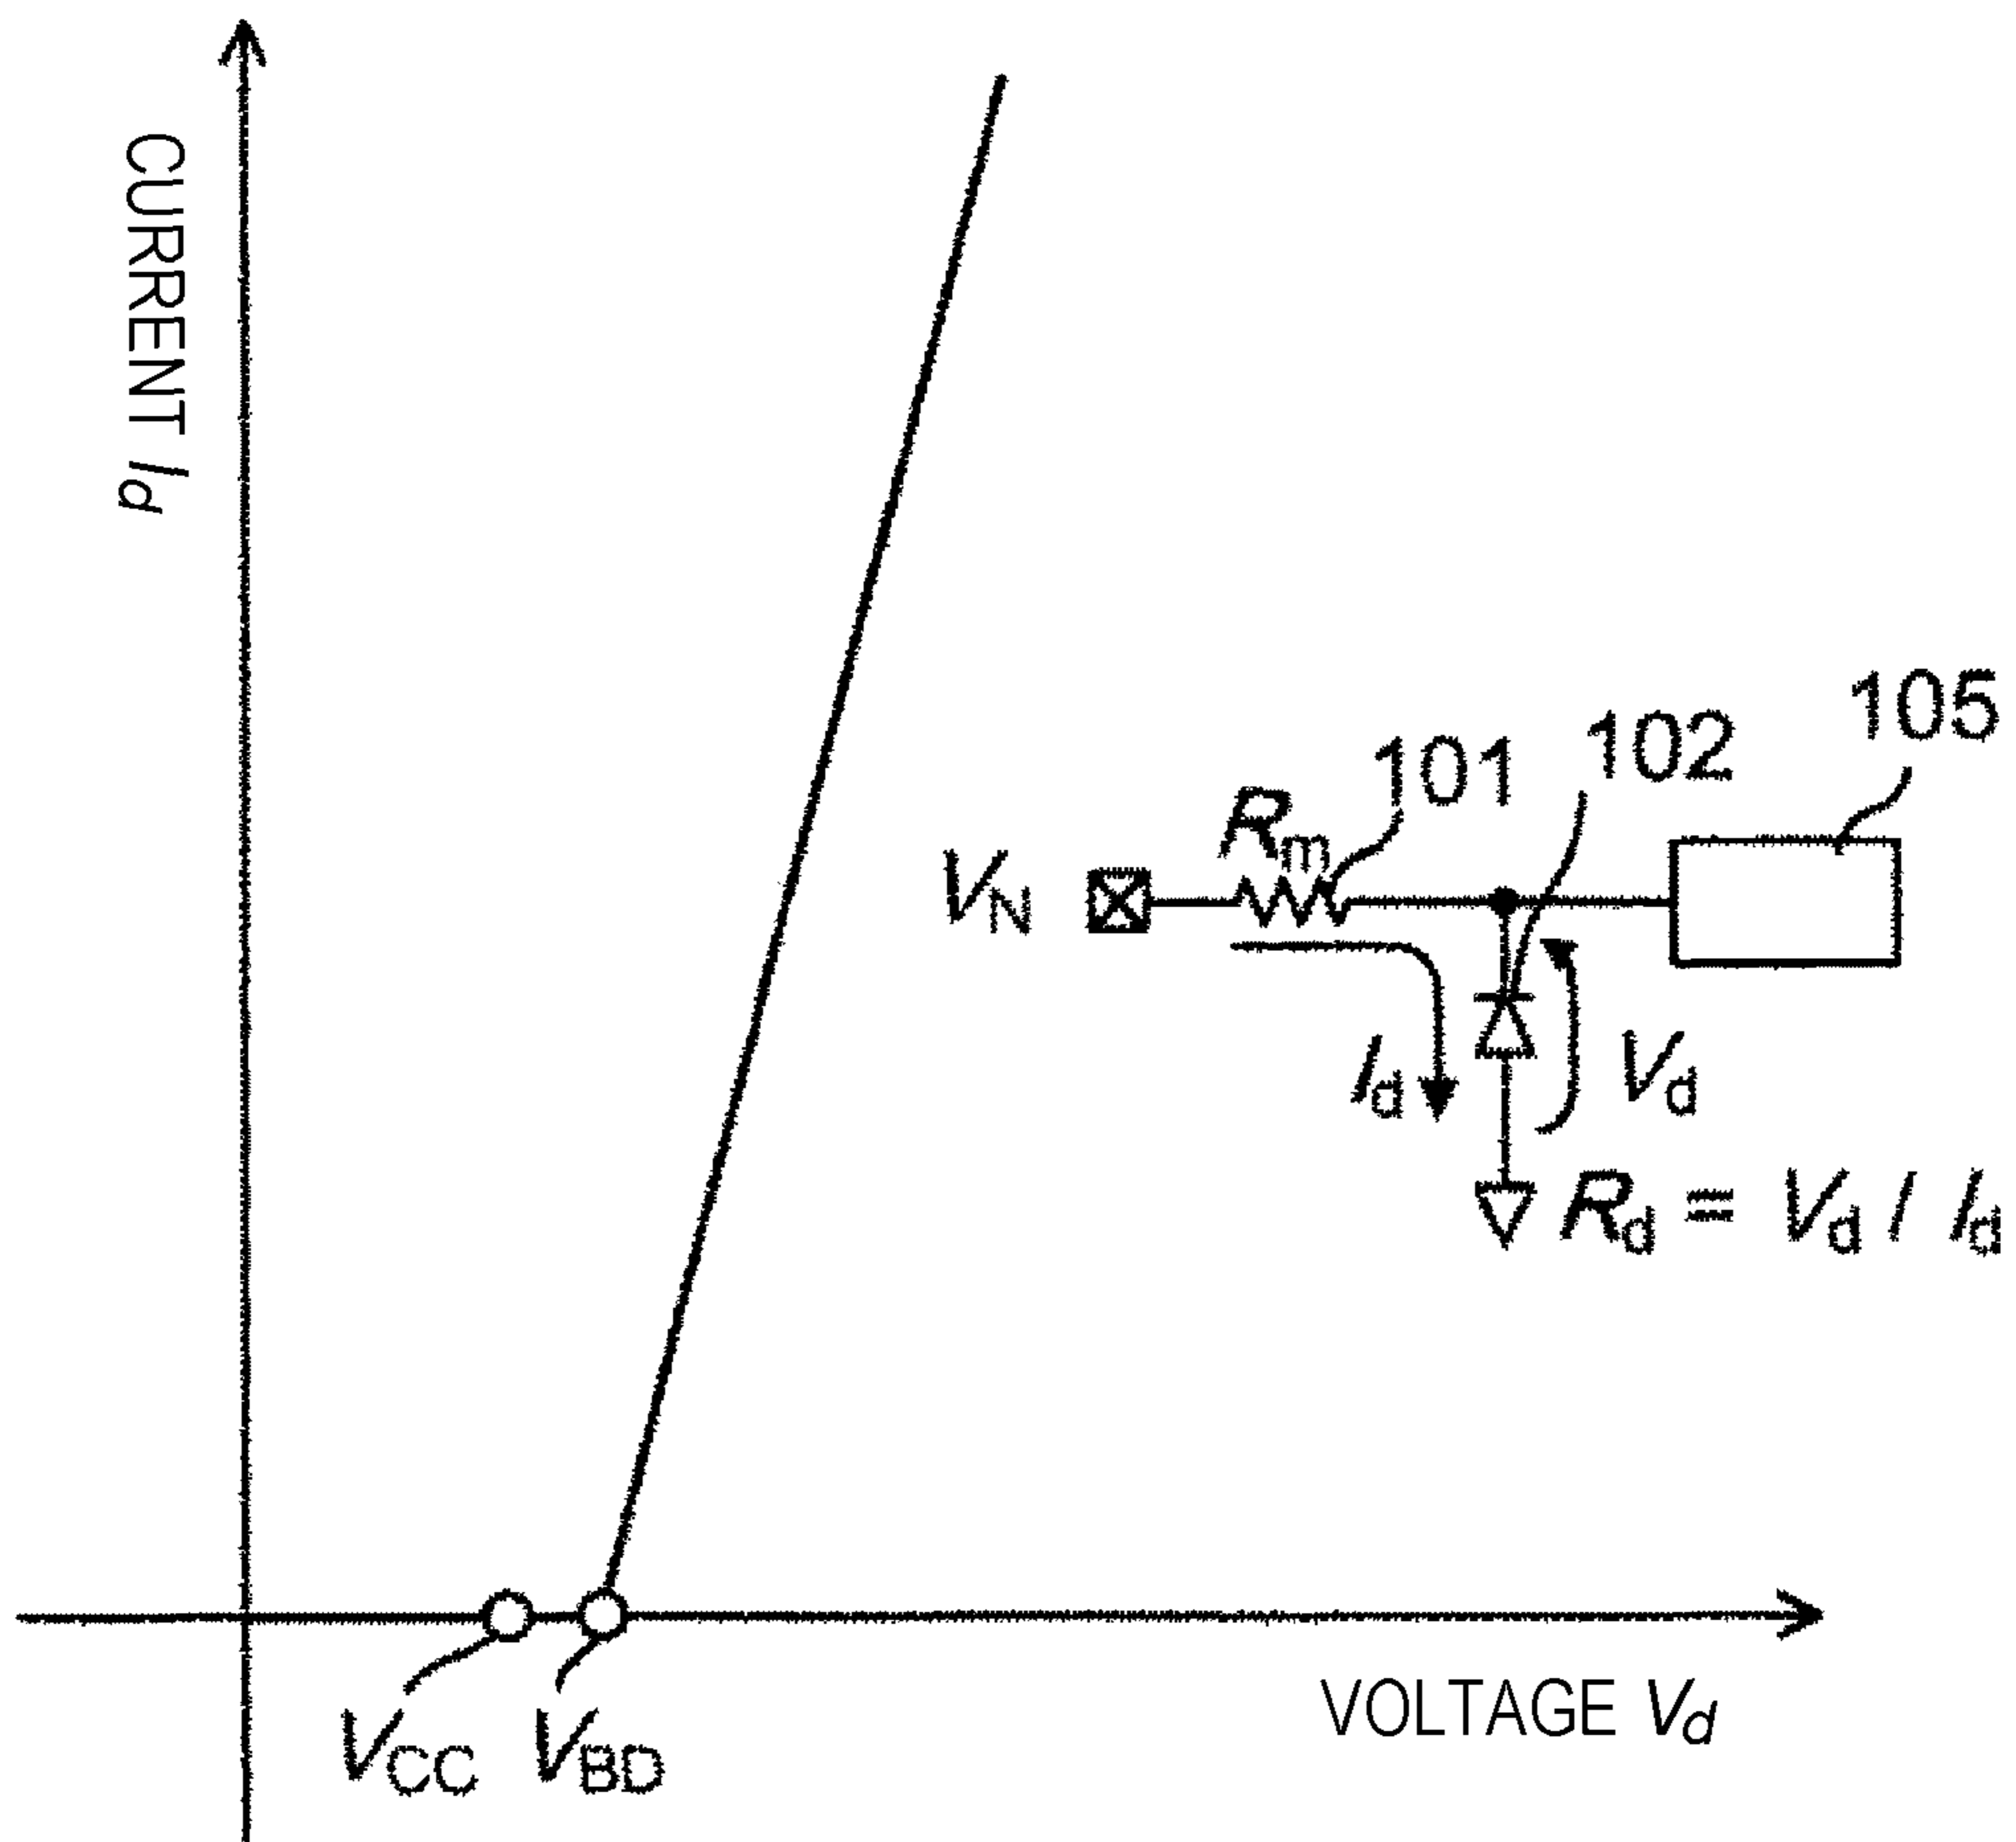 CURRENT Id
105
102
101
Rm
VN
Id
Vd
Rd = Vd / Id
VCC
VBD
VOLTAGE Vd